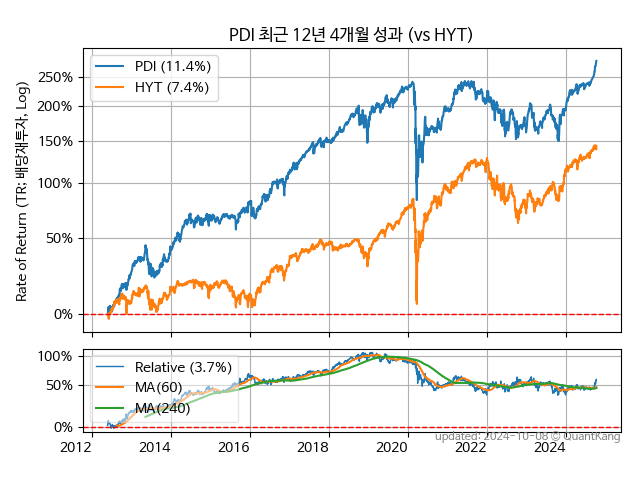 PDI 최근 12년 4개월 성과 (vs HYT)
Rate of Return (TR: 배당재투자, Log)
250%
200%
150%
100%
50%
0%
PDI (11.4%)
HYT (7.4%)
100%
50%
0%
Relative (3.7%)
MA(60)
MA(240)
2012 2014 2016 2018 2020 2022 2024
updated: 2024-10-08 © QuantKang